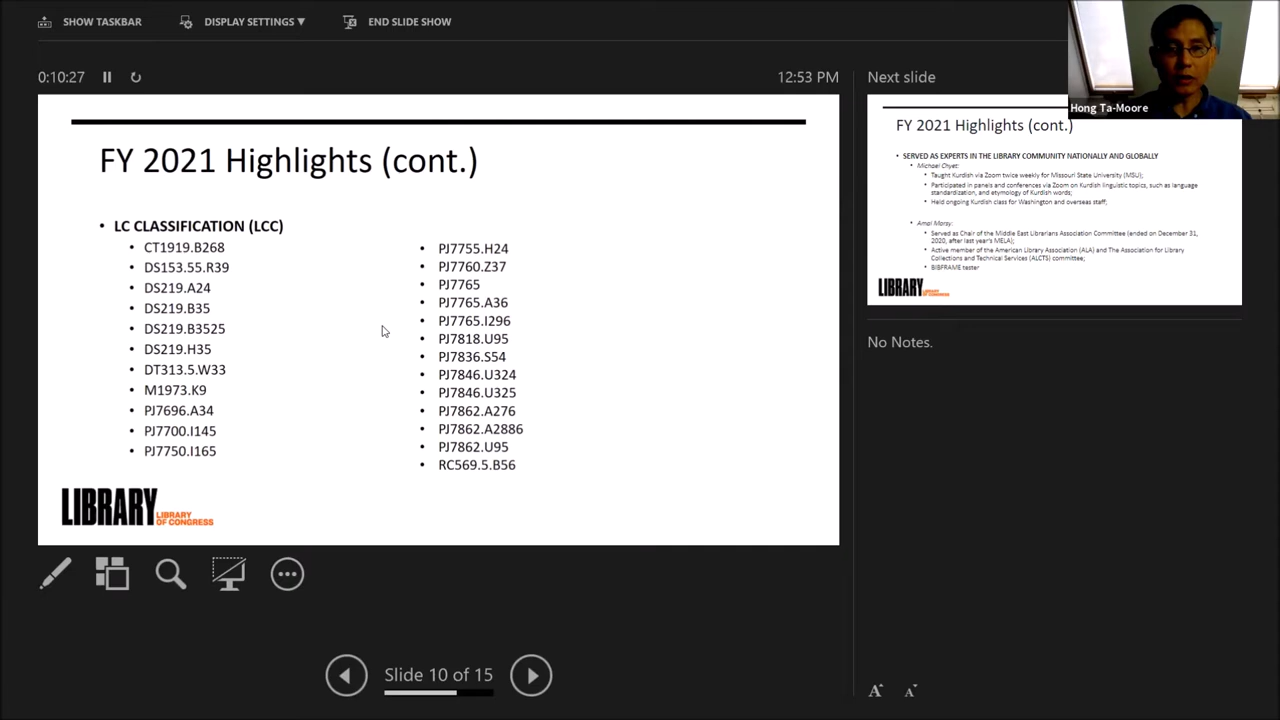 SHOW TASKBAR
DISPLAY SETTINGS ▼
END SLIDE SHOW
0:10:27
12:53 PM
FY 2021 Highlights (cont.)
• LC CLASSIFICATION (LCC)
• CT1919.B268
• DS153.55.R39
• DS219.A24
• DS219.B35
• DS219.B3525
• DS219.H35
• DT313.5.W33
• M1973.K9
• PJ7696.A34
• PJ7700.I145
• PJ7750.I165
• PJ7755.H24
• PJ7760.Z37
• PJ7765
• PJ7765.A36
• PJ7765.I296
• PJ7818.U95
• PJ7836.S54
• PJ7846.U324
• PJ7846.U325
• PJ7862.A276
• PJ7862.A2886
• PJ7862.U95
• RC569.5.B56
LIBRARY
LIBRARY
OF CONGRESS
Slide 10 of 15
Next slide
Hong Ta-Moore
FY 2021 Highlights (cont.)
• SERVED AS EXPERTS IN THE LIBRARY COMMUNITY NATIONALLY AND GLOBALLY
• Michael Chyet:
• Taught Kurdish via Zoom twice weekly for Missouri State University (MSU);
• Participated in panels and conferences via Zoom on Kurdish linguistic topics, such as language
standardization, and etymology of Kurdish words;
• Held ongoing Kurdish class for Washington and overseas staff;
• Amal Morsy:
• Served as Chair of the Middle East Librarians Association Committee (ended on December 31,
2020, after last year's MELA);
• Active member of the American Library Association (ALA) and The Association for Library
Collections and Technical Services (ALCTS) committee;
• BIBFRAME tester
LIBRARY
LIBRARY
OF CONGRESS
No Notes.
A A